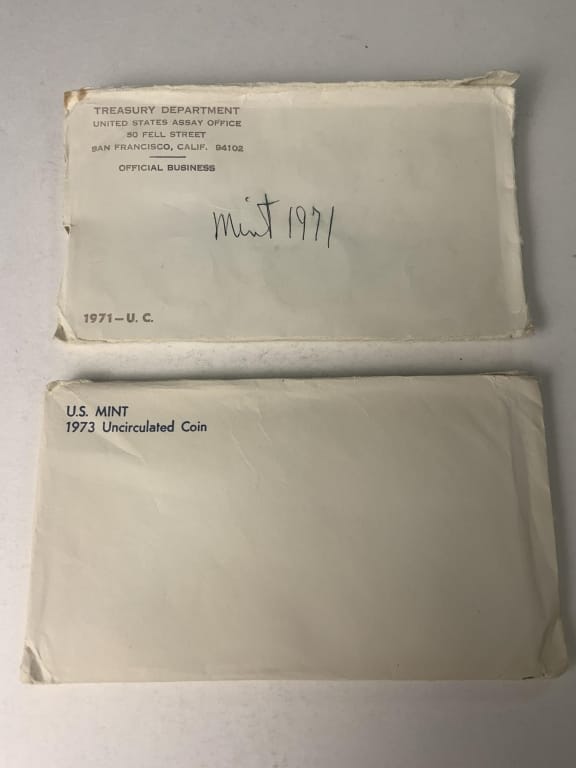 TREASURY DEPARTMENT
UNITED STATES ASSAY OFFICE
50 FELL STREET
SAN FRANCISCO, CALIF. 94102
OFFICIAL BUSINESS
Mint 1971
1971-U. C.
U.S. MINT
1973 Uncirculated Coin